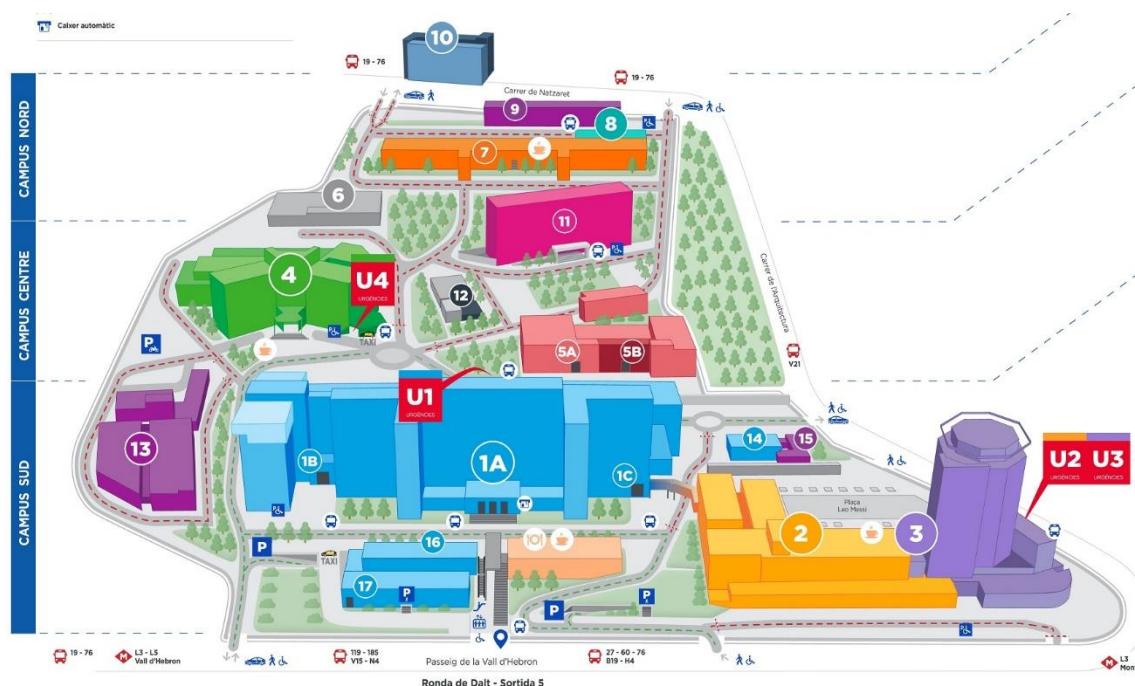 Caixer automàtic
10
19 - 76
19 - 76
Carrer de Natzaret
CAMPUS NORD
9
8
7
6
11
CAMPUS CENTRE
4
U4
URGÈNCIES
12
TAXI
Carrer de l'Arquitectura
5A
5B
P
V21
U1
URGÈNCIES
CAMPUS SUD
13
1B
1A
1C
14
15
U2
URGÈNCIES
U3
URGÈNCIES
Plaça
Leo Messi
2
3
16
P
TAXI
17
P
P
P
19 - 76
L3 - L5
Vall d'Hebron
119 - 185
V15 - N4
Passeig de la Vall d'Hebron
27 - 60 - 76
B19 - H4
L3
Mont
Ronda de Dalt - Sortida 5